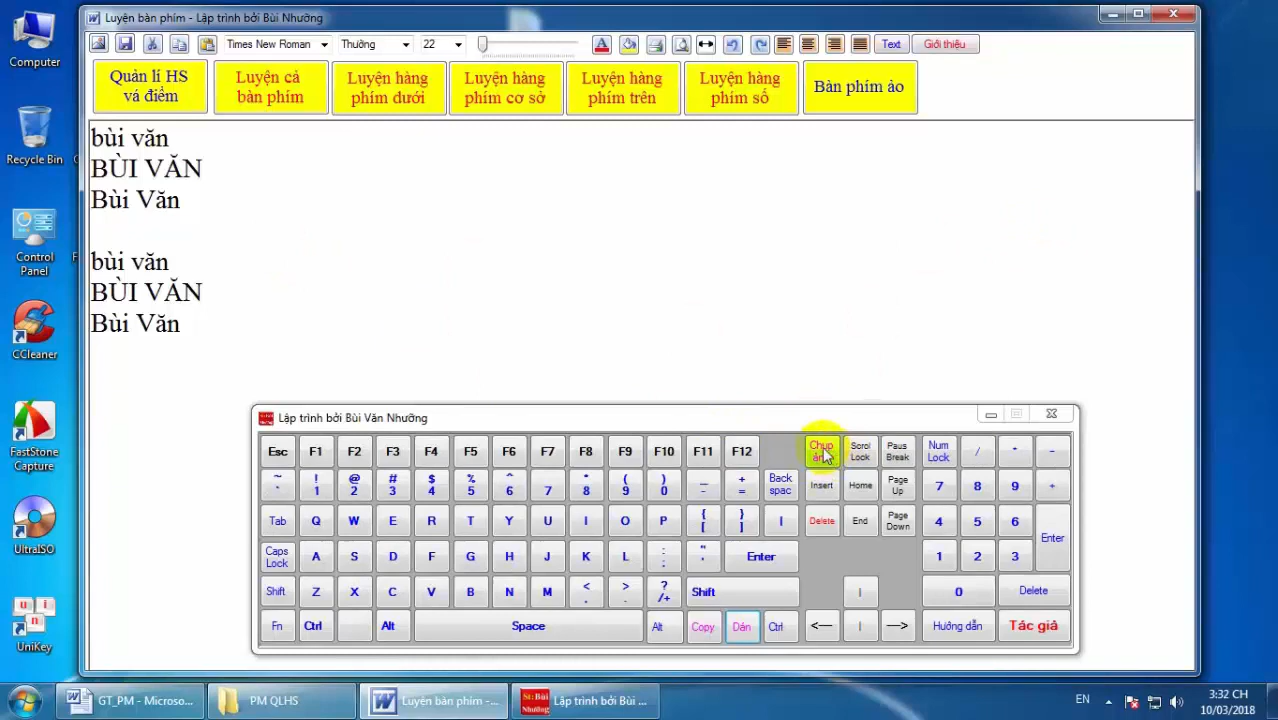 Luyện bàn phím - Lập trình bởi Bùi Nhưỡng
Times New Roman
Thường
22
Text
Giới thiệu
Quản lí HS
và điểm
Luyện cả
bàn phím
Luyện hàng
phím dưới
Luyện hàng
phím cơ sở
Luyện hàng
phím trên
Luyện hàng
phím số
Bàn phím ảo
bùi văn
BÙI VĂN
Bùi Văn
bùi văn
BÙI VĂN
Bùi Văn
Computer
Recycle Bin
Control
Panel
CCleaner
FastStone
Capture
UltraISO
UniKey
Lập trình bởi Bùi Văn Nhưỡng
Esc F1 F2 F3 F4 F5 F6 F7 F8 F9 F10 F11 F12 Chụp Scrol Lock Paus Break Num Lock / * -
~ ` ! 1 @ 2 # 3 $ 4 % 5 ^ 6 7 * 8 ( 9 ) 0 _ - + = Back spac Insert Home Page Up 7 8 9 +
Tab Q W E R T Y U I O P { [ } ] | Delete End Page Down 4 5 6 Enter
Caps Lock A S D F G H J K L : ; " Enter 1 2 3
Shift Z X C V B N M < > . ? /+ Shift | 0 Delete
Fn Ctrl Alt Space Alt Copy Dán Ctrl <— | —> Hướng dẫn Tác giả
GT_PM - Microso...
PM QLHS
Luyện bàn phím -...
St:Bùi
Nhưỡng
Lập trình bởi Bùi ...
EN
3:32 CH
10/03/2018